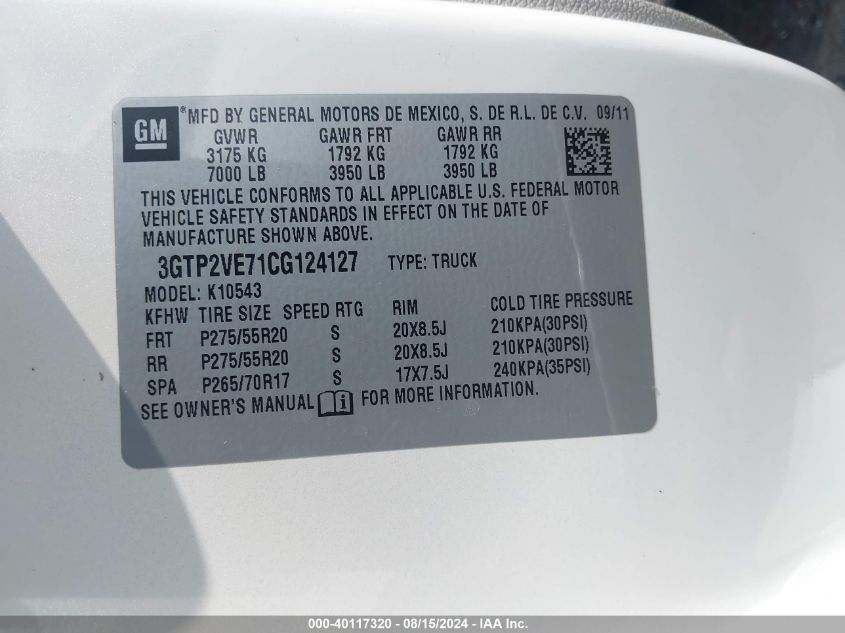 GM ®MFD BY GENERAL MOTORS DE MEXICO, S. DE R.L. DE C.V. 09/11
GVWR GAWR FRT GAWR RR
3175 KG 1792 KG 1792 KG
7000 LB 3950 LB 3950 LB
THIS VEHICLE CONFORMS TO ALL APPLICABLE U.S. FEDERAL MOTOR
VEHICLE SAFETY STANDARDS IN EFFECT ON THE DATE OF
MANUFACTURE SHOWN ABOVE.
3GTP2VE71CG124127 TYPE: TRUCK
MODEL: K10543
KFHW TIRE SIZE SPEED RTG RIM COLD TIRE PRESSURE
FRT P275/55R20 S 20X8.5J 210KPA(30PSI)
RR P275/55R20 S 20X8.5J 210KPA(30PSI)
SPA P265/70R17 S 17X7.5J 240KPA(35PSI)
SEE OWNER'S MANUAL i FOR MORE INFORMATION.
000-40117320 - 08/15/2024 - IAA Inc.